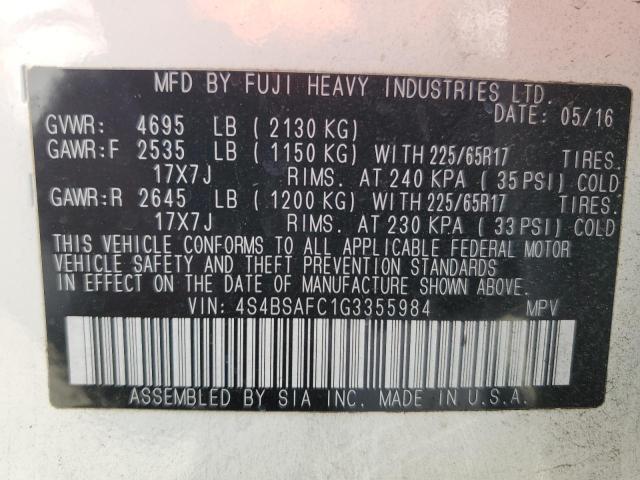 MFD BY FUJI HEAVY INDUSTRIES LTD.
DATE: 05/16
GVWR: 4695 LB ( 2130 KG)
GAWR:F 2535 LB ( 1150 KG) WITH 225/65R17 TIRES.
17X7J RIMS. AT 240 KPA ( 35 PSI) COLD
GAWR:R 2645 LB ( 1200 KG) WITH 225/65R17 TIRES.
17X7J RIMS. AT 230 KPA ( 33 PSI) COLD
THIS VEHICLE CONFORMS TO ALL APPLICABLE FEDERAL MOTOR
VEHICLE SAFETY AND THEFT PREVENTION STANDARDS
IN EFFECT ON THE DATE OF MANUFACTURE SHOWN ABOVE.
VIN: 4S4BSAFC1G3355984 MPV
ASSEMBLED BY SIA INC. MADE IN U.S.A.